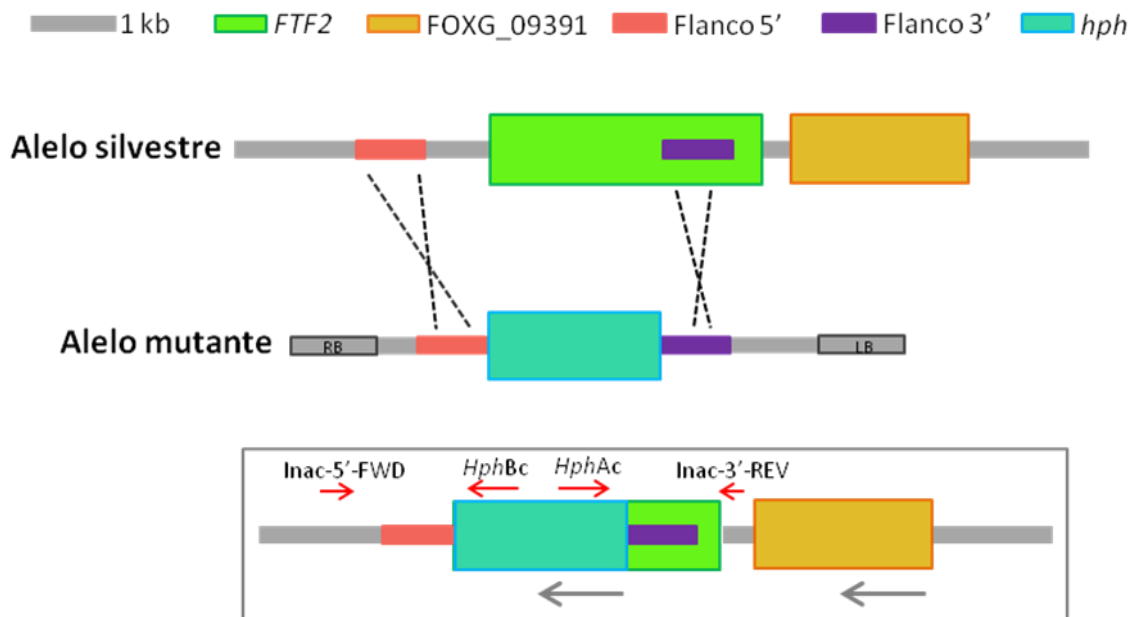 1 kb FTF2 FOXG_09391 Flanco 5′ Flanco 3′ hph
Alelo silvestre
Alelo mutante
RB LB
Inac-5′-FWD HphBc HphAc Inac-3′-REV